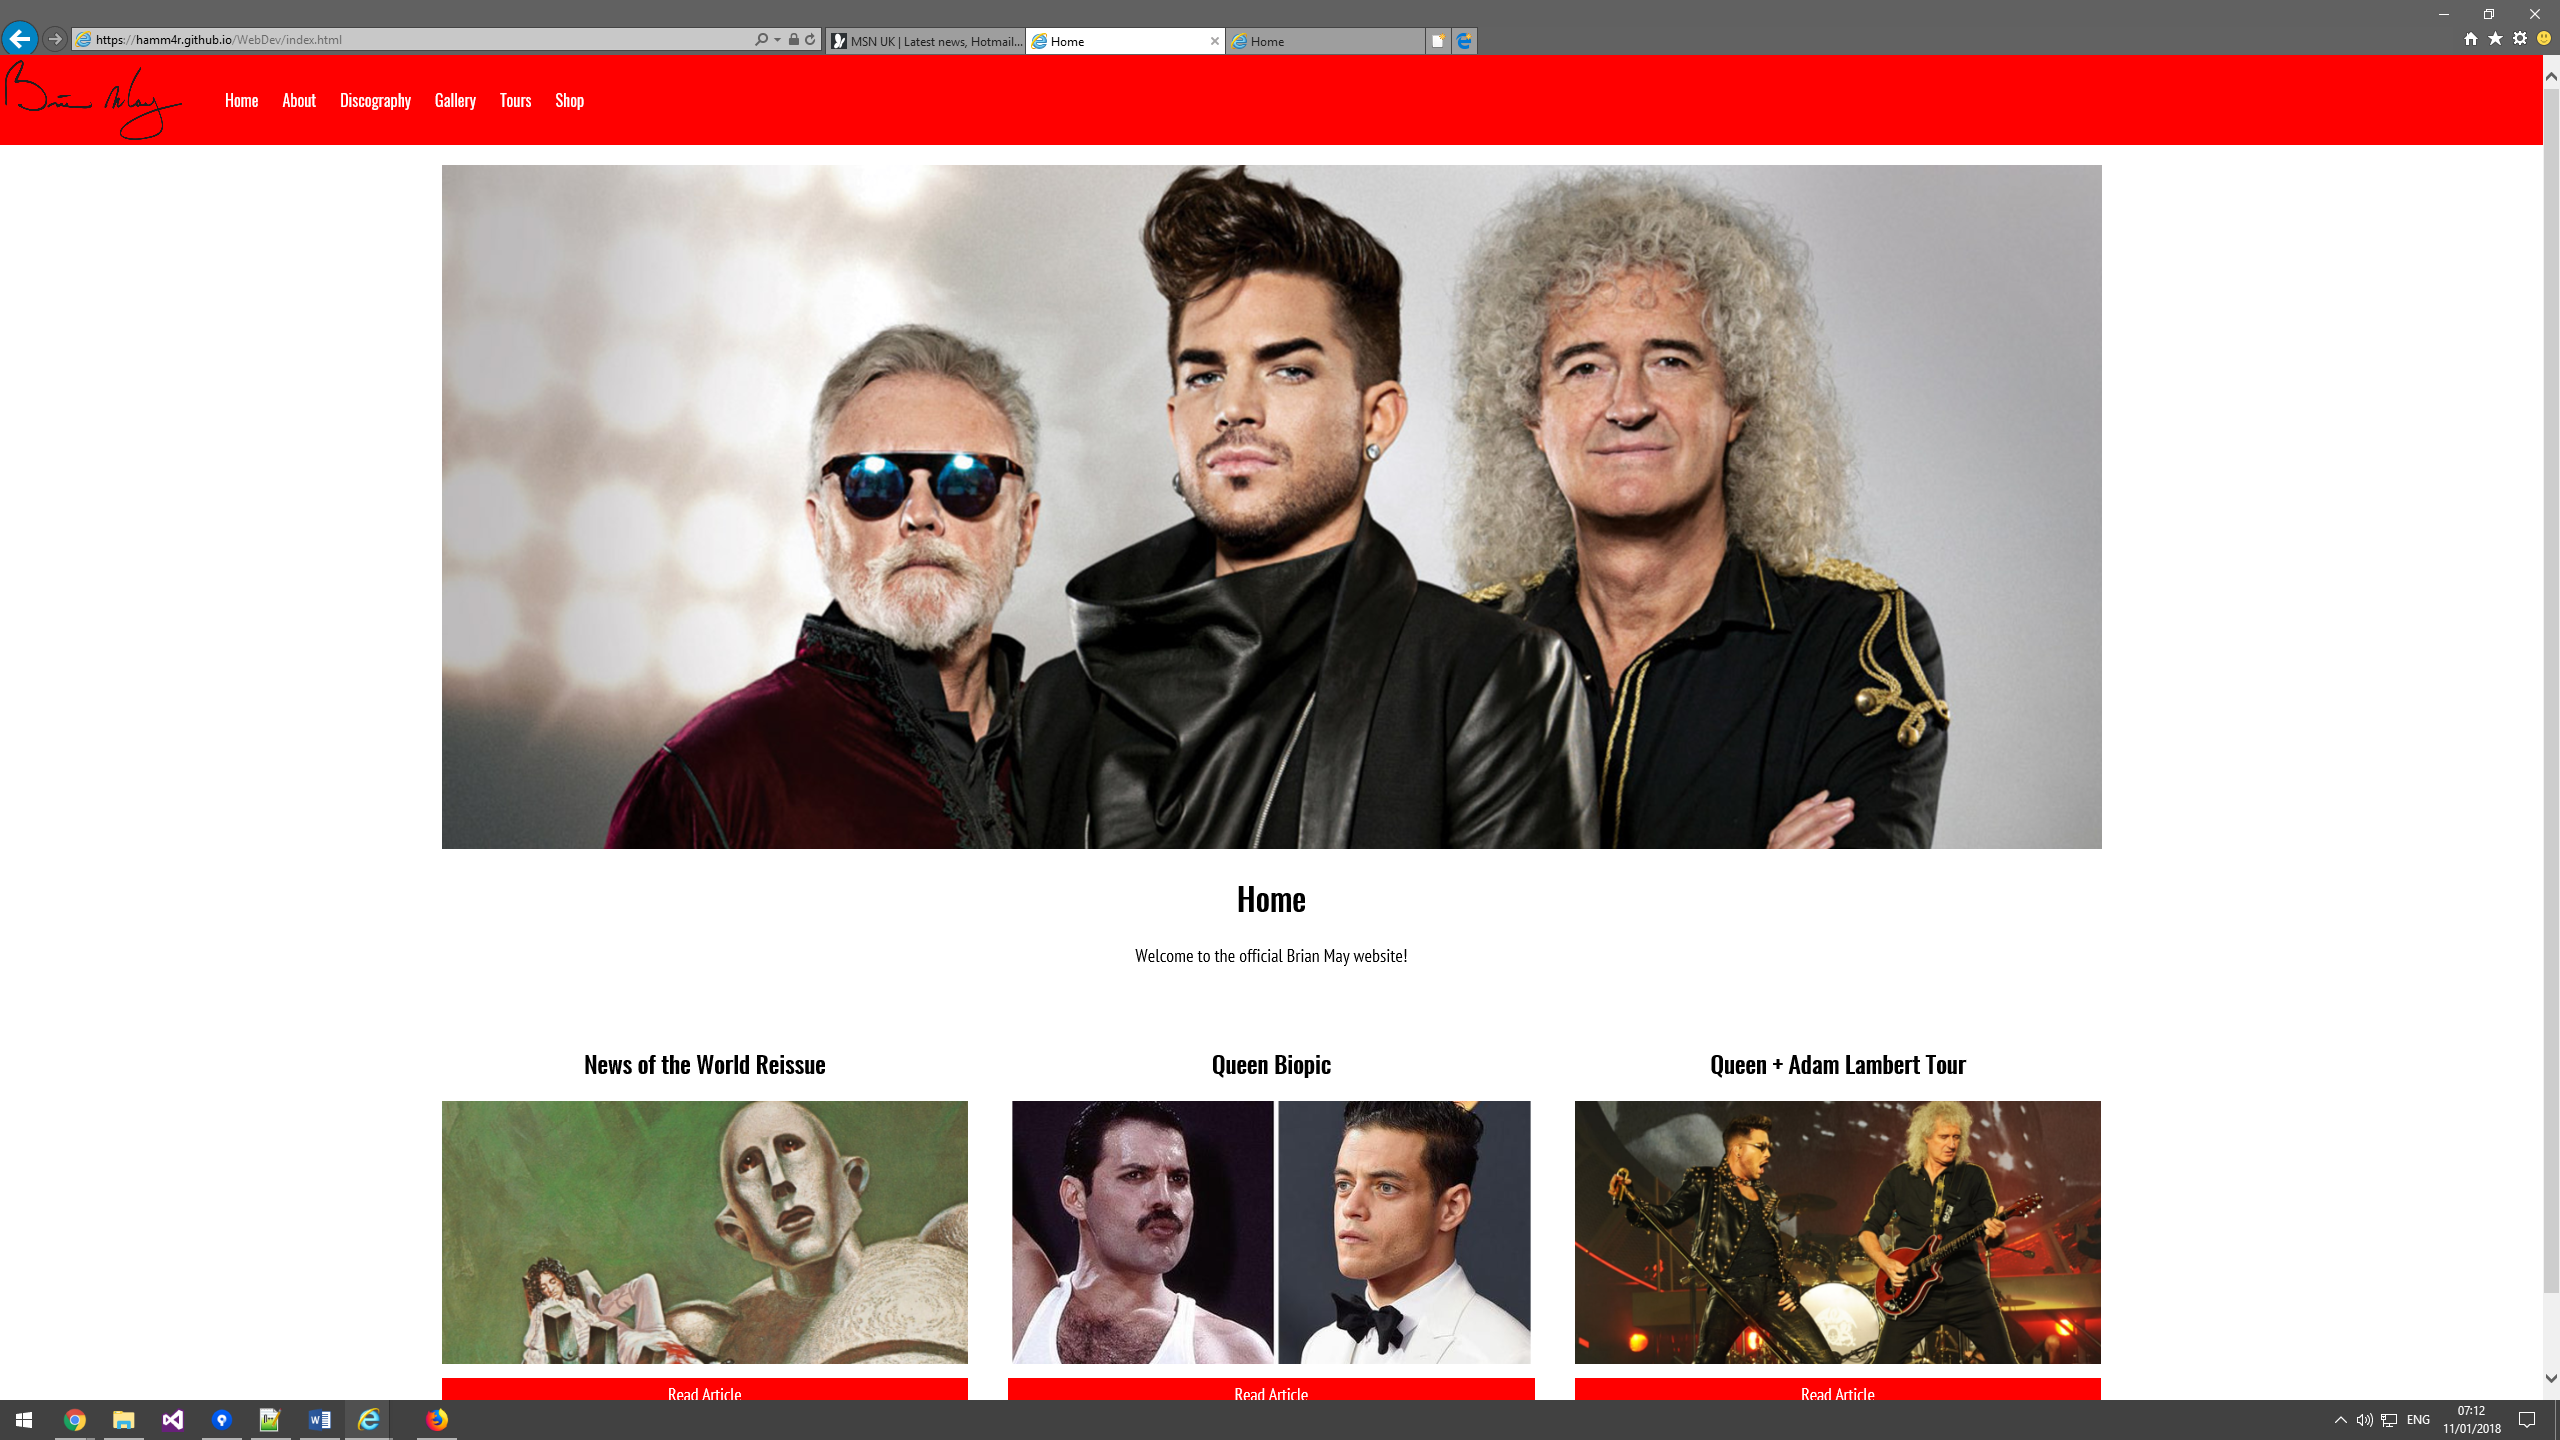 https://hamm4r.github.io/WebDev/index.html
MSN UK | Latest news, Hotmail...
Home
Home
Brian May
Home About Discography Gallery Tours Shop
Home
Welcome to the official Brian May website!
News of the World Reissue
Queen Biopic
Queen + Adam Lambert Tour
Read Article
Read Article
Read Article
ENG
07:12
11/01/2018